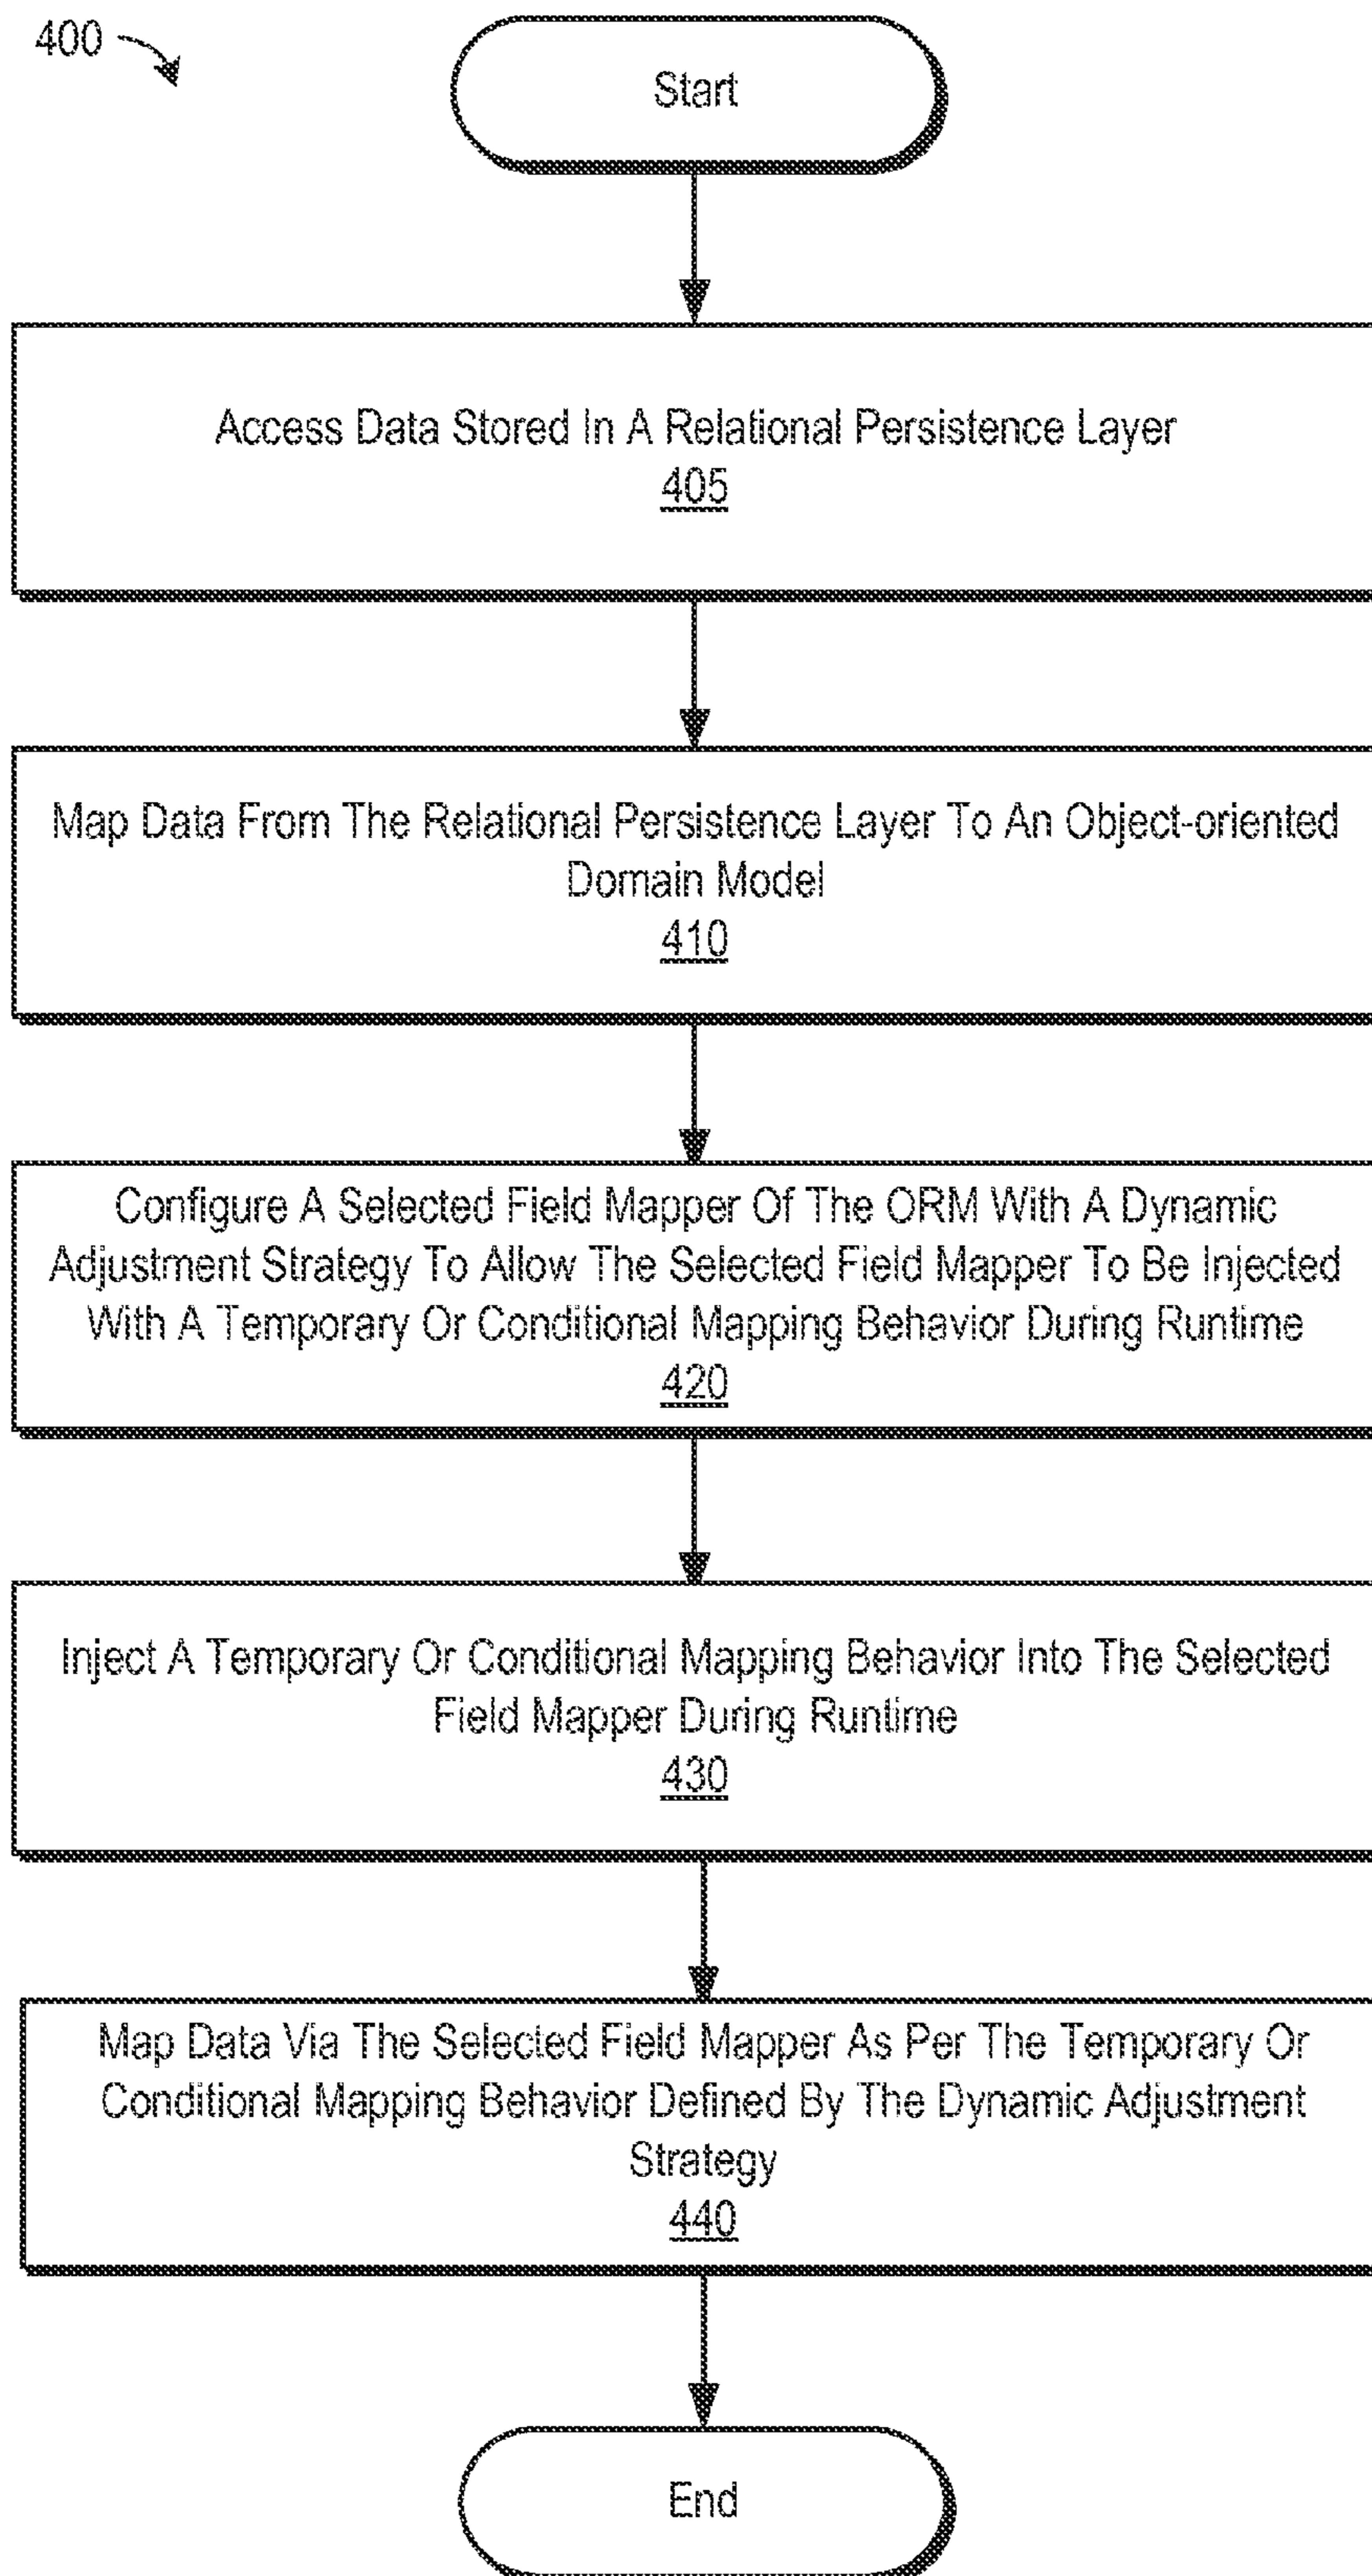 400
Start
Access Data Stored In A Relational Persistence Layer
405
Map Data From The Relational Persistence Layer To An Object-oriented
Domain Model
410
Configure A Selected Field Mapper Of The ORM With A Dynamic
Adjustment Strategy To Allow The Selected Field Mapper To Be Injected
With A Temporary Or Conditional Mapping Behavior During Runtime
420
Inject A Temporary Or Conditional Mapping Behavior Into The Selected
Field Mapper During Runtime
430
Map Data Via The Selected Field Mapper As Per The Temporary Or
Conditional Mapping Behavior Defined By The Dynamic Adjustment
Strategy
440
End